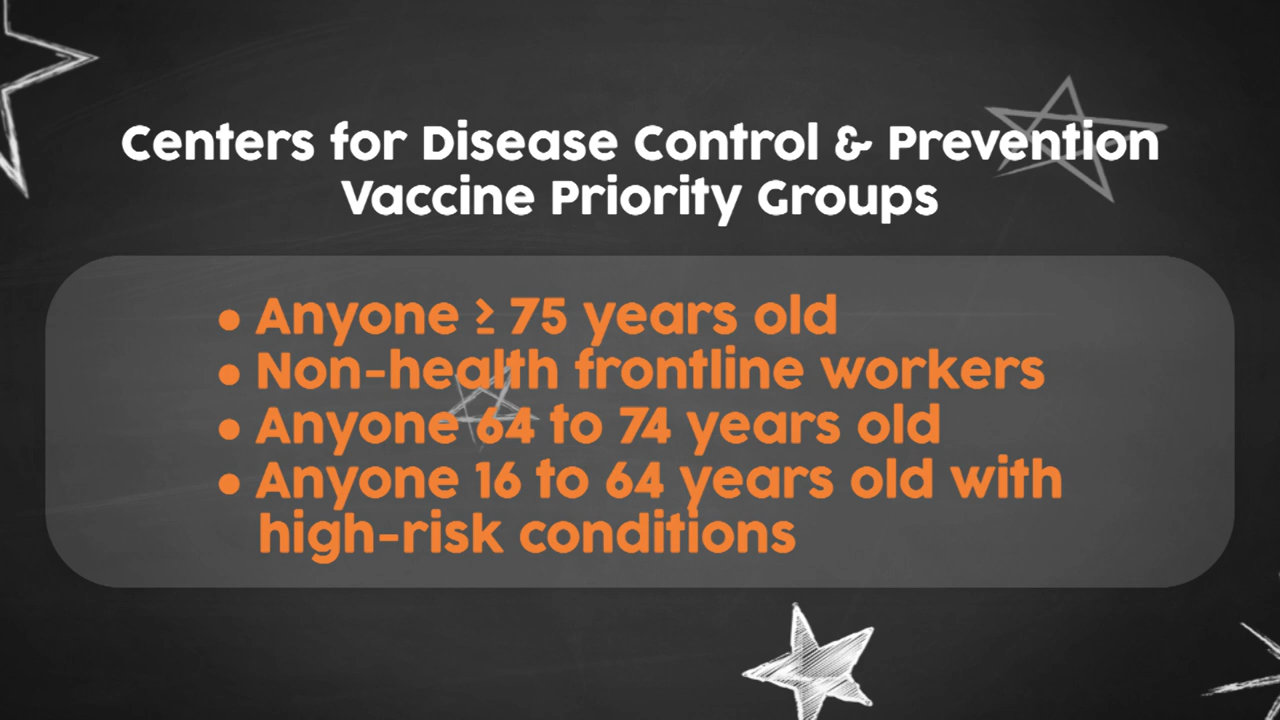 Centers for Disease Control & Prevention
Vaccine Priority Groups
• Anyone ≥ 75 years old
• Non-health frontline workers
• Anyone 64 to 74 years old
• Anyone 16 to 64 years old with
high-risk conditions